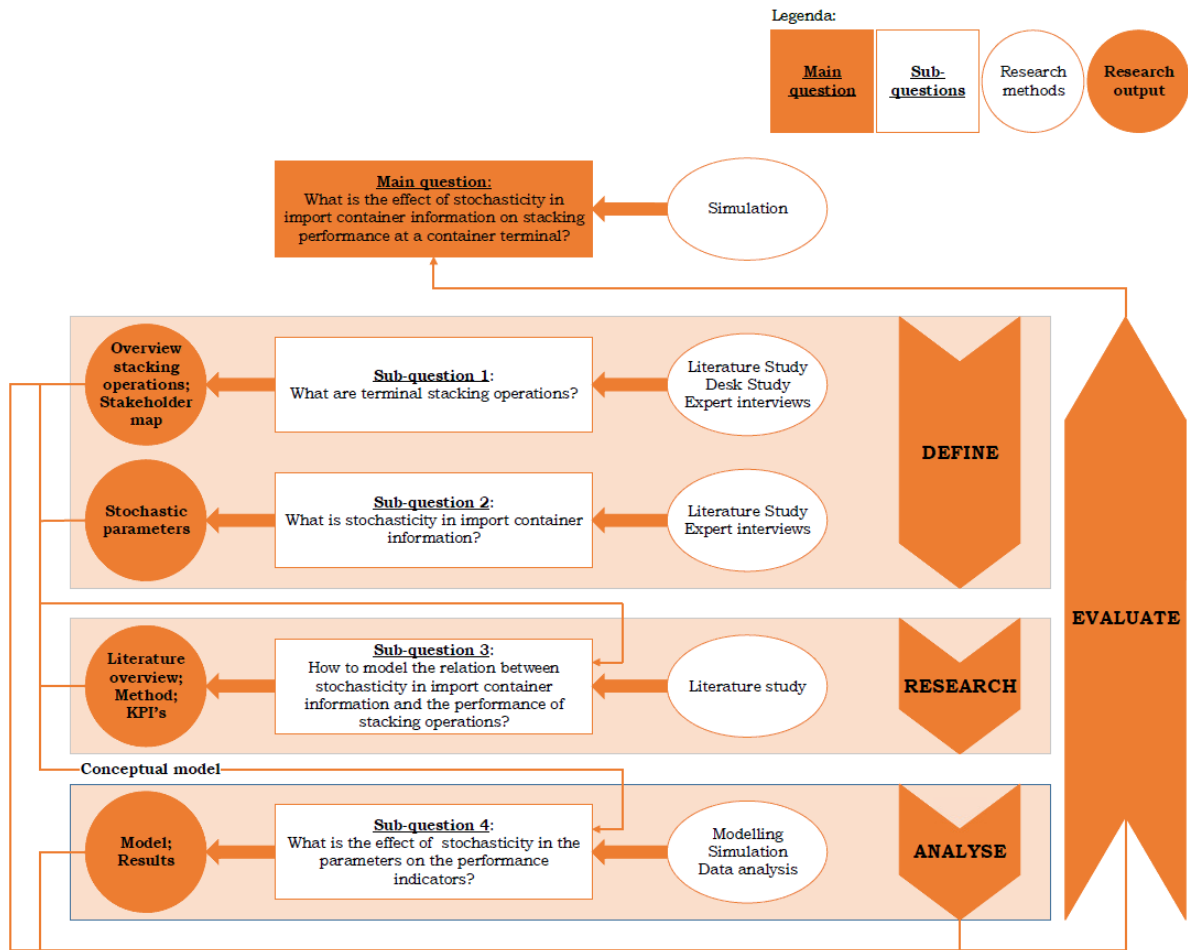 Legenda:
Main
question
Sub-
questions
Research
methods
Research
output
Main question:
What is the effect of stochasticity in
import container information on stacking
performance at a container terminal?
Simulation
Overview
stacking
operations;
Stakeholder
map
Sub-question 1:
What are terminal stacking operations?
Literature Study
Desk Study
Expert interviews
DEFINE
Stochastic
parameters
Sub-question 2:
What is stochasticity in import container
information?
Literature Study
Expert interviews
EVALUATE
Literature
overview;
Method;
KPI's
Sub-question 3:
How to model the relation between
stochasticity in import container
information and the performance of
stacking operations?
Literature study
RESEARCH
Conceptual model
Model;
Results
Sub-question 4:
What is the effect of stochasticity in the
parameters on the performance
indicators?
Modelling
Simulation
Data analysis
ANALYSE